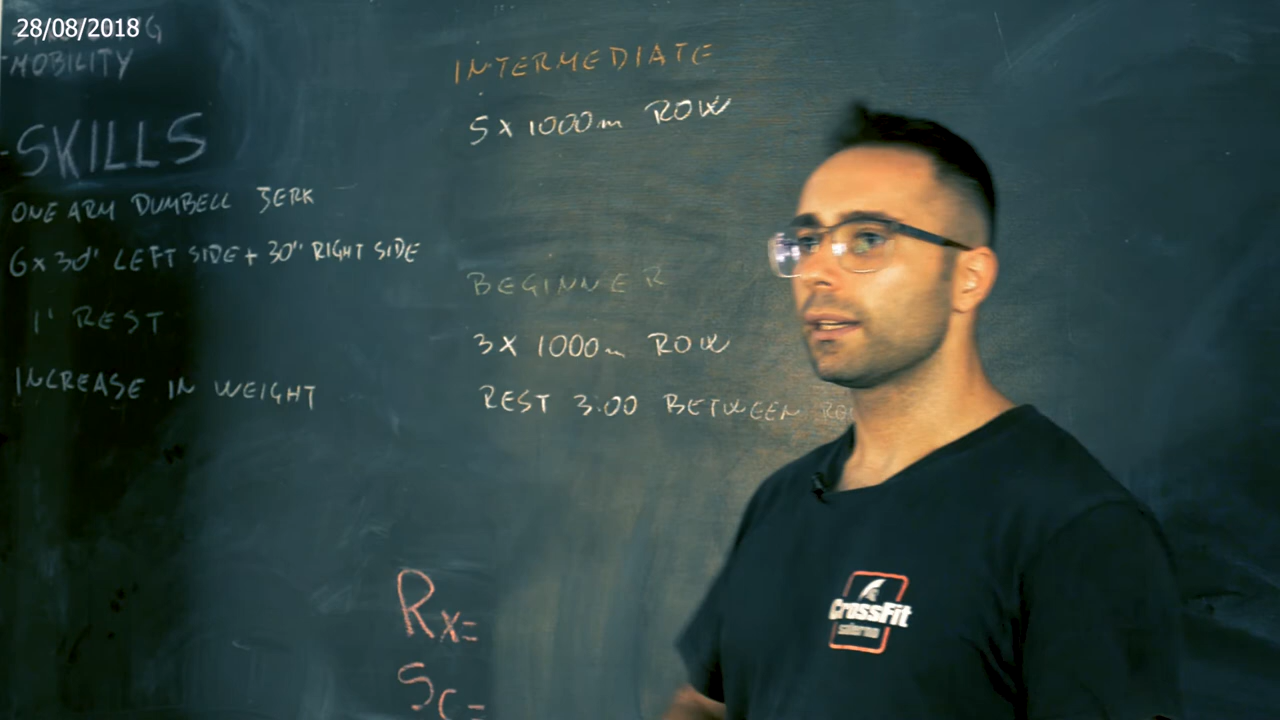 28/08/2018
MOBILITY
-SKILLS
ONE ARM DUMBELL JERK
6x 30" LEFT SIDE + 30" RIGHT SIDE
1' REST
INCREASE IN WEIGHT
INTERMEDIATE
5X 1000m ROW
BEGINNER
3X 1000m ROW
REST 3:00 BETWEEN
Rx=
Sc=
CrossFit
salerno